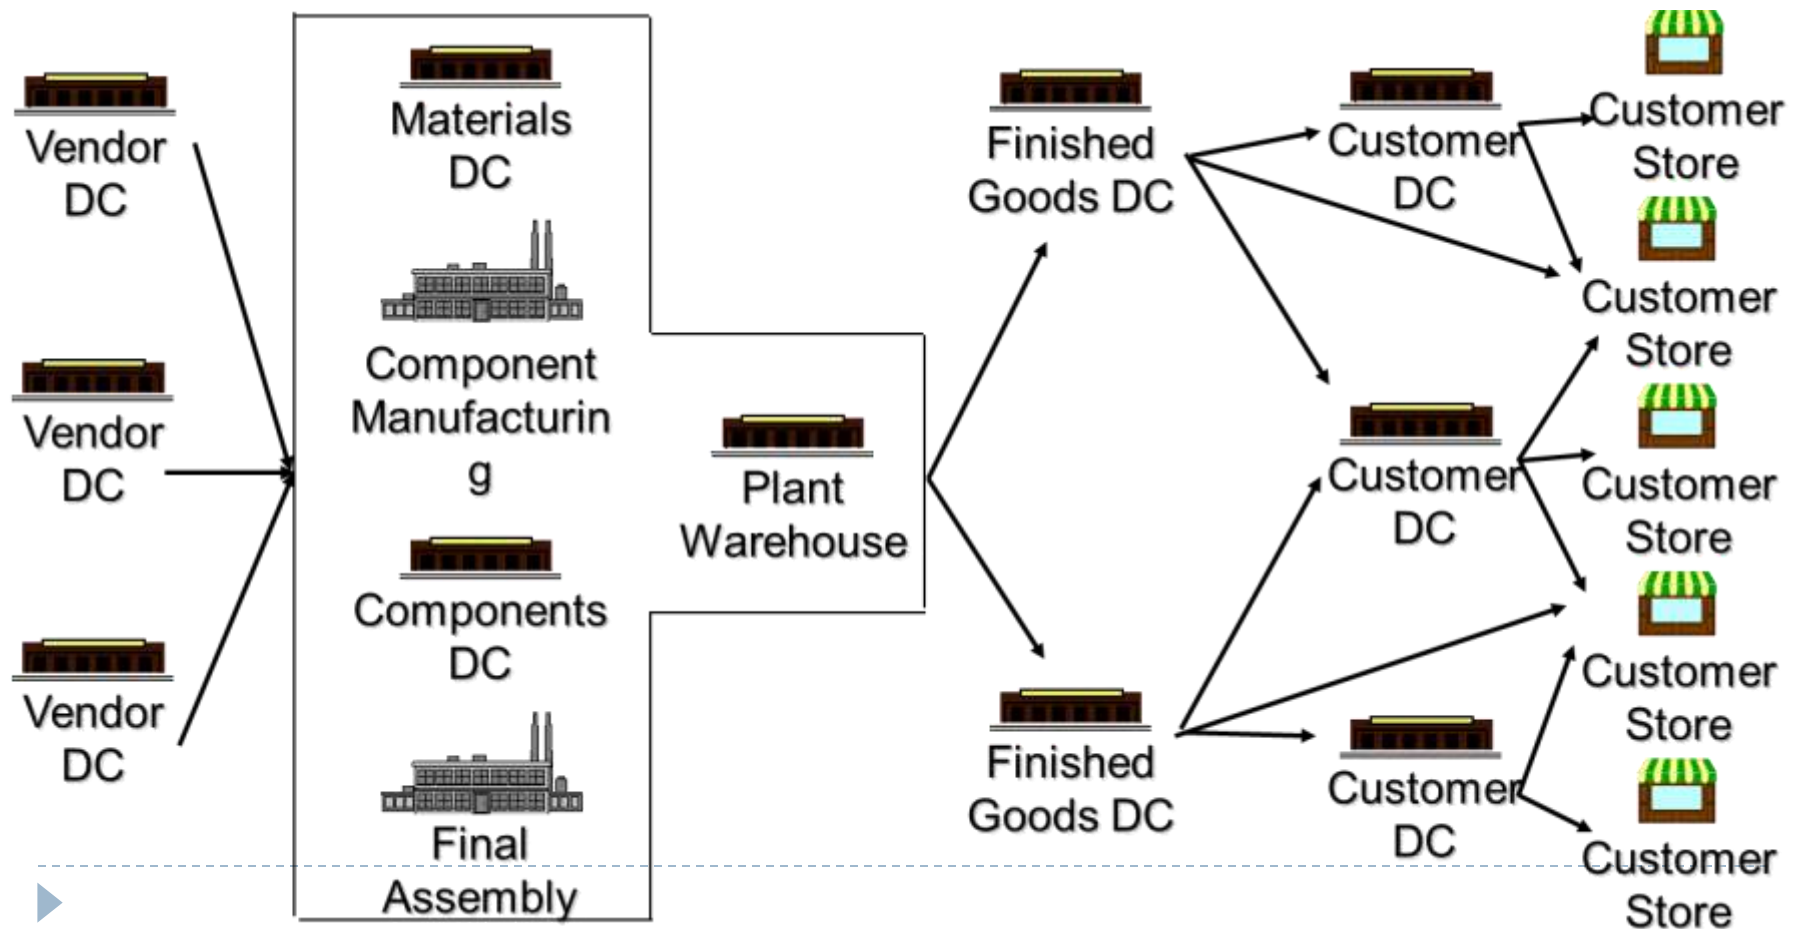 Vendor
DC
Vendor
DC
Vendor
DC
Materials
DC
Component
Manufacturin
g
Components
DC
Final
Assembly
Plant
Warehouse
Finished
Goods DC
Finished
Goods DC
Customer
DC
Customer
DC
Customer
DC
Customer
Store
Customer
Store
Customer
Store
Customer
Store
Customer
Store